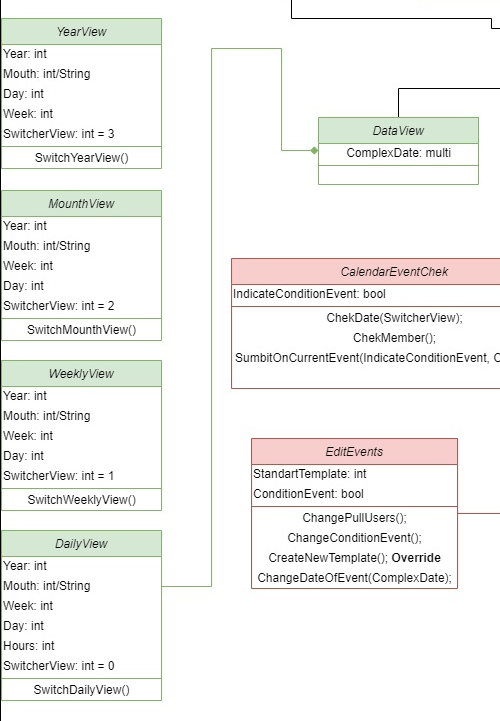 YearView
Year: int
Mouth: int/String
Day: int
Week: int
SwitcherView: int = 3
SwitchYearView()
MounthView
Year: int
Mouth: int/String
Week: int
Day: int
SwitcherView: int = 2
SwitchMounthView()
WeeklyView
Year: int
Mouth: int/String
Week: int
Day: int
SwitcherView: int = 1
SwitchWeeklyView()
DailyView
Year: int
Mouth: int/String
Week: int
Day: int
Hours: int
SwitcherView: int = 0
SwitchDailyView()
DataView
ComplexDate: multi
CalendarEventChek
IndicateConditionEvent: bool
ChekDate(SwitcherView);
ChekMember();
SumbitOnCurrentEvent(IndicateConditionEvent, C
EditEvents
StandartTemplate: int
ConditionEvent: bool
ChangePullUsers();
ChangeConditionEvent();
CreateNewTemplate(); Override
ChangeDateOfEvent(ComplexDate);